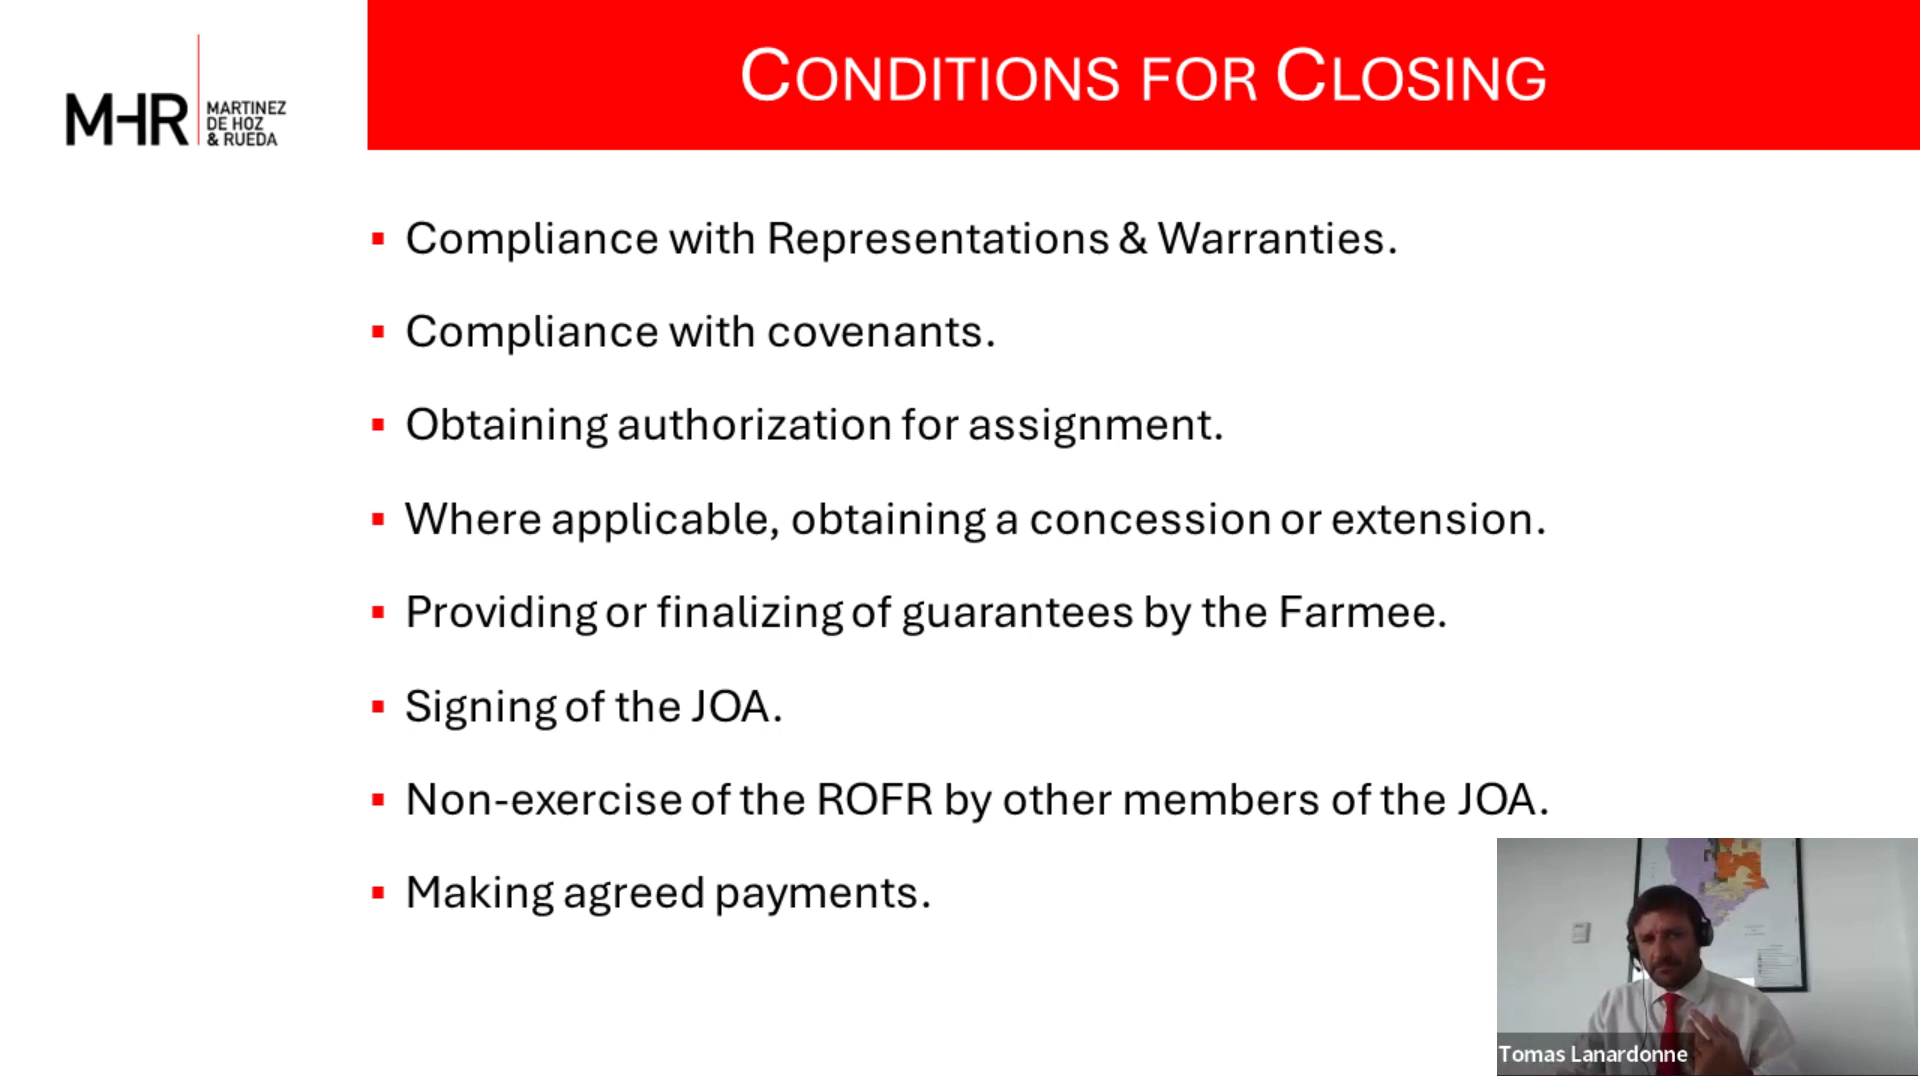 MHR
MARTINEZ
DE HOZ
& RUEDA
CONDITIONS FOR CLOSING
▪ Compliance with Representations & Warranties.
▪ Compliance with covenants.
▪ Obtaining authorization for assignment.
▪ Where applicable, obtaining a concession or extension.
▪ Providing or finalizing of guarantees by the Farmee.
▪ Signing of the JOA.
▪ Non-exercise of the ROFR by other members of the JOA.
▪ Making agreed payments.
Tomas Lanardonne